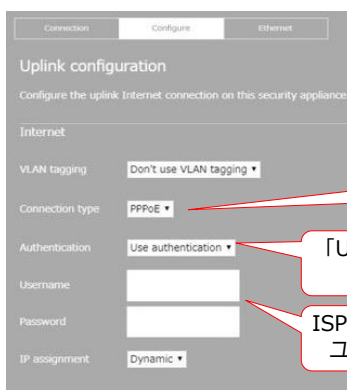 Connection
Configure
Ethernet
Uplink configuration
Configure the uplink Internet connection on this security appliance
Internet
VLAN tagging
Don't use VLAN tagging
Connection type
PPPoE
Authentication
Use authentication
「U
Username
ISP
Password
IP assignment
Dynamic